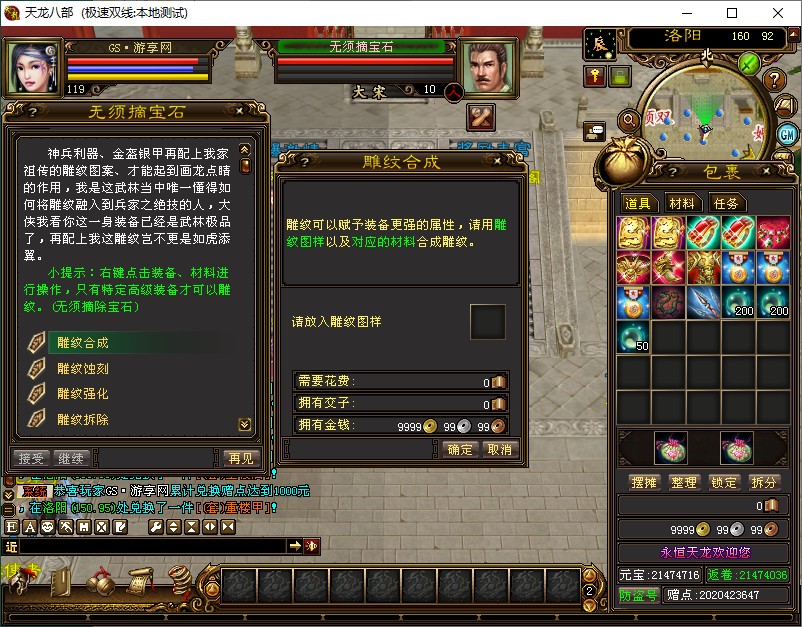 天龙八部 (极速双线:本地测试)
GS·游享网
119
无须摘宝石
10
大宋
辰
洛阳
160 92
北
GM
无须摘宝石
神兵利器、金盔银甲再配上我家
祖传的雕纹图案、才能起到画龙点睛
的作用，我是这武林当中唯一懂得如
何将雕纹融入到兵家之绝技的人，大
侠我看你这一身装备已经是武林极品
了，再配上我这雕纹岂不更是如虎添
翼。
小提示：右键点击装备、材料进
行操作，只有特定高级装备才可以雕
纹。(无须摘除宝石)
雕纹合成
雕纹蚀刻
雕纹强化
雕纹拆除
接受
继续
再见
雕纹合成
雕纹可以赋予装备更强的属性，请用雕
纹图样以及对应的材料合成雕纹。
请放入雕纹图样
需要花费:
0
拥有交子:
0
拥有金钱:
9999 99 99
确定
取消
包裹
道具
材料
任务
200
200
50
摆摊
整理
锁定
拆分
0
9999 99 99
永恒天龙欢迎您
元宝:21474716
返卷:21474036
防盗号
赠点:2020423647
系统 恭喜玩家GS·游享网累计兑换赠点达到1000元
，在洛阳(150.95)处兑换了一件[(套)重楼甲]!
近
2